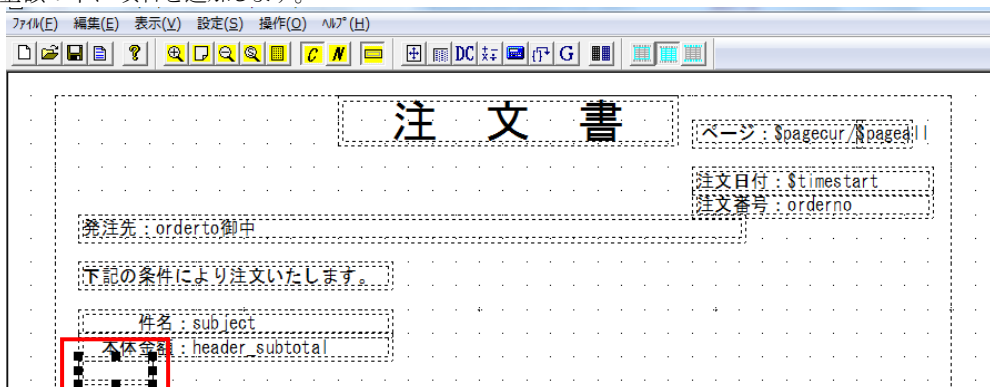 ﾌｧｲﾙ(F) 編集(E) 表示(V) 設定(S) 操作(O) ﾍﾙﾌﾟ(H)
C N DC G
注 文 書
ページ：$pagecur/$pageall
注文日付：$timestart
注文番号：orderno
発注先：orderto御中
下記の条件により注文いたします。
件名：subject
本体金額：header_subtotal